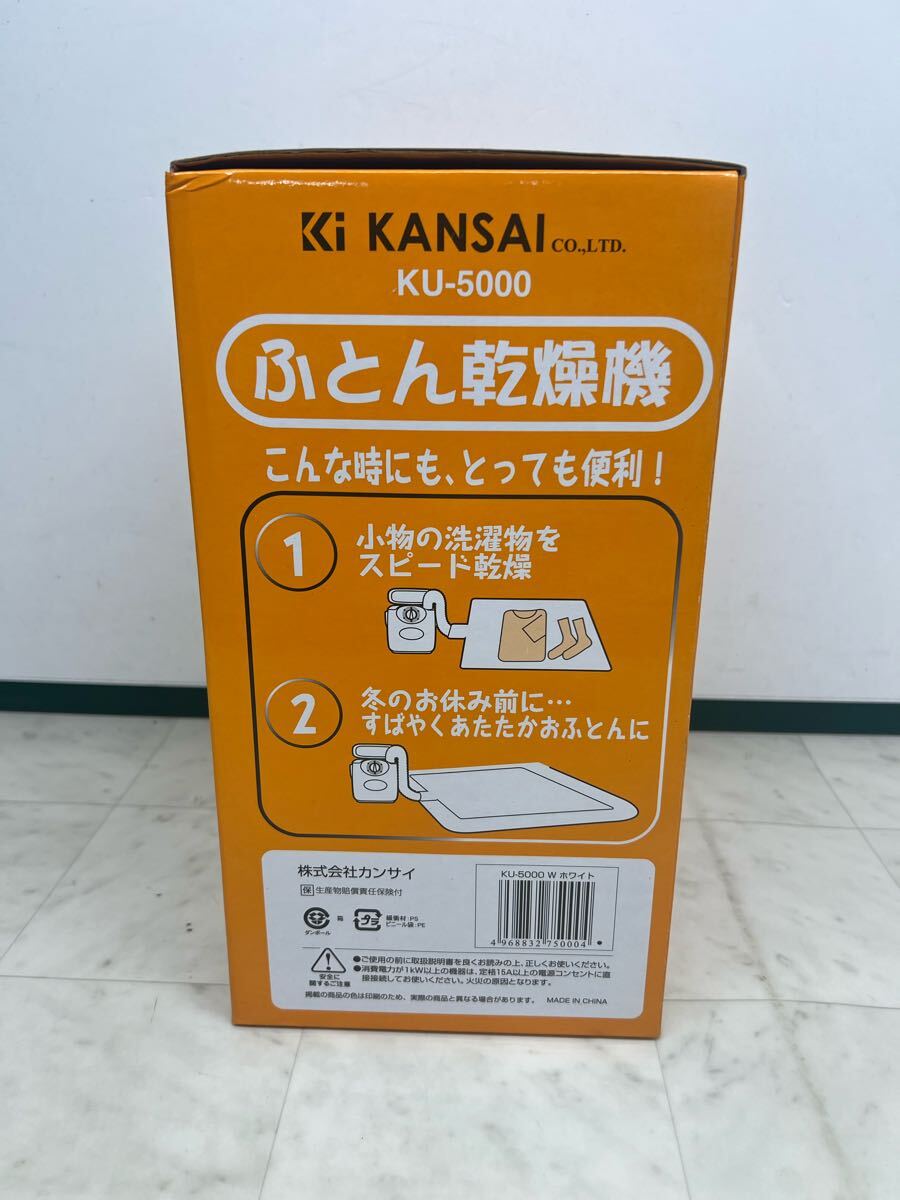 Ki KANSAI CO.,LTD.
KU-5000
ふとん乾燥機
こんな時にも、とっても便利！
1
小物の洗濯物を
スピード乾燥
2
冬のお休み前に…
すばやくあたたかおふとんに
株式会社カンサイ
保 生産物賠償責任保険付
ダンボール
箱
プラ
緩衝材:PS
ビニール袋:PE
KU-5000 W ホワイト
4 968832 750004
安全に
関するご注意
●ご使用の前に取扱説明書を良くお読みの上、正しくお使いください。
●消費電力が1kW以上の機器は、定格15A以上の電源コンセントに直
接接続してお使いください。火災の原因となります。
掲載の商品の色は印刷のため、実際の商品と異なる場合があります。 MADE IN CHINA